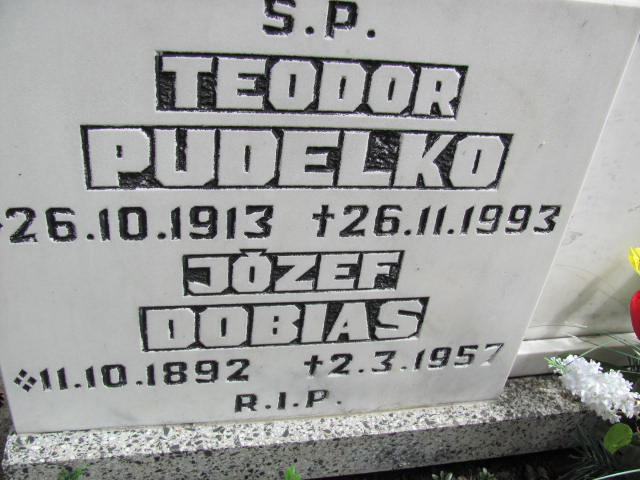 S.P.
TEODOR
PUDELKO
26.10.1913 †26.11.1993
JÓZEF
DOBIAS
11.10.1892 †2.3.1957
R.I.P.